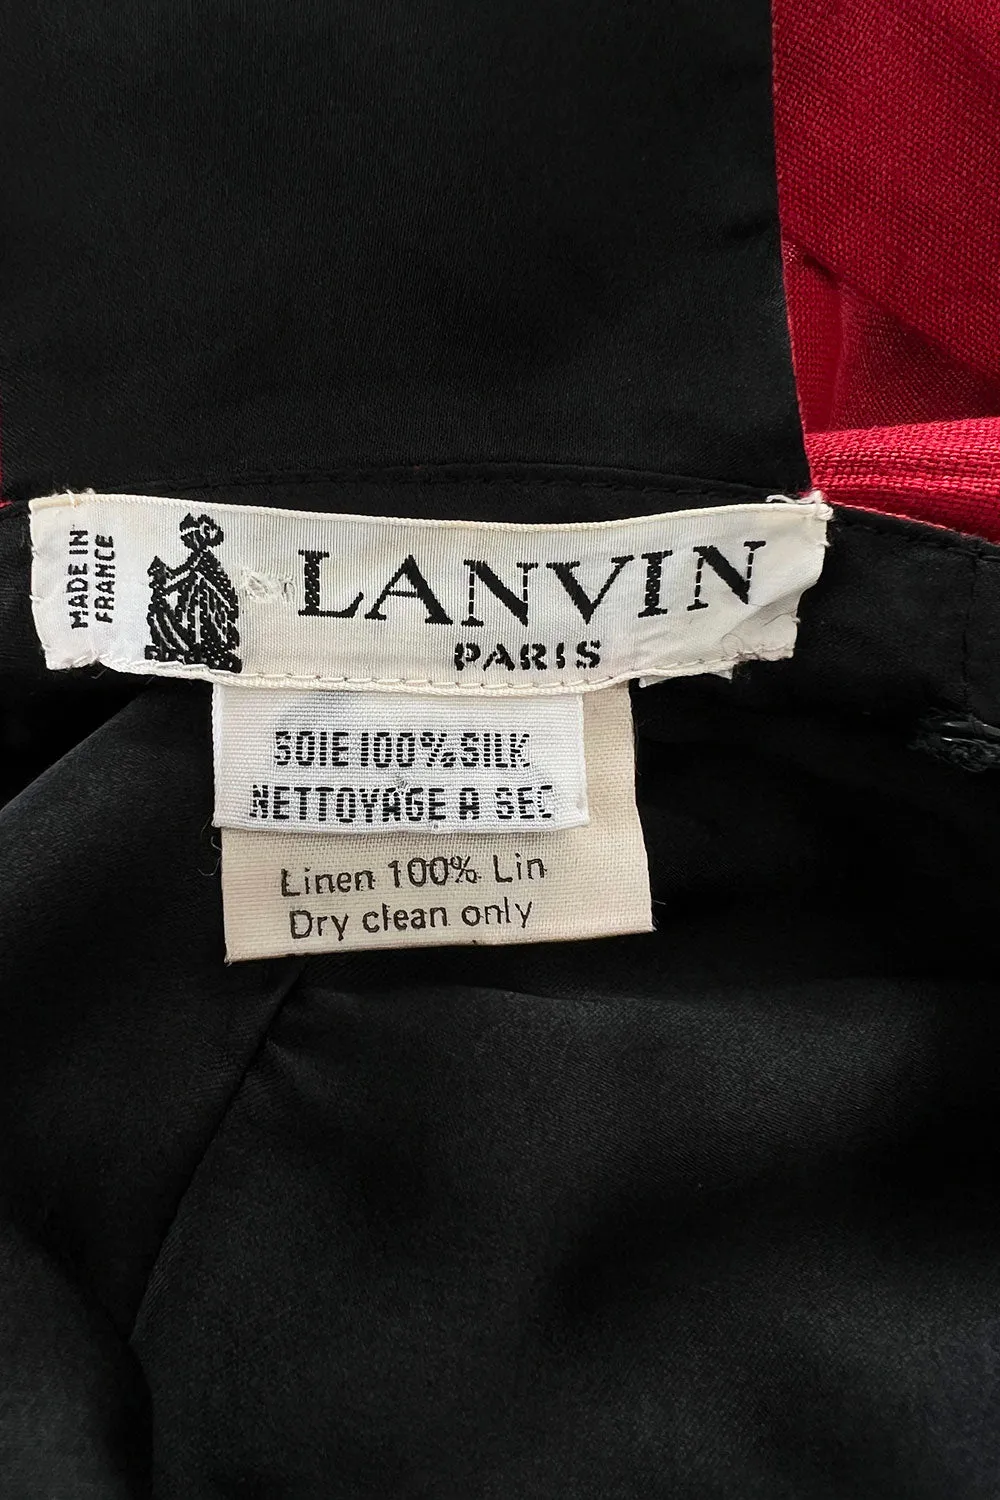 MADE IN
FRANCE
LANVIN
PARIS
SOIE 100% SILK
NETTOYAGE A SEC
Linen 100% Lin
Dry clean only